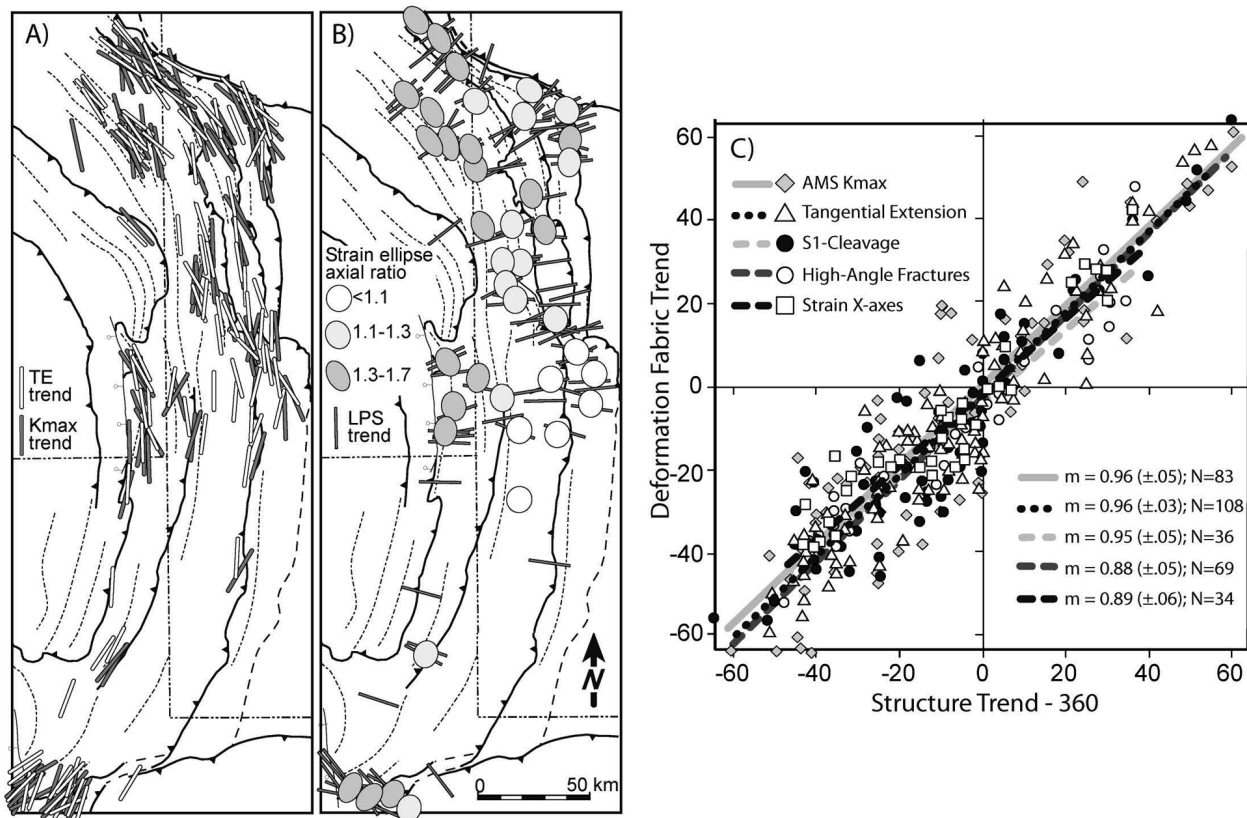 A)
TE
trend
Kmax
trend
B)
Strain ellipse
axial ratio
<1.1
1.1-1.3
1.3-1.7
LPS
trend
N
0 50 km
C)
AMS Kmax
Tangential Extension
S1-Cleavage
High-Angle Fractures
Strain X-axes
m = 0.96 (±.05); N=83
m = 0.96 (±.03); N=108
m = 0.95 (±.05); N=36
m = 0.88 (±.05); N=69
m = 0.89 (±.06); N=34
Deformation Fabric Trend
60
40
20
0
-20
-40
-60
-60 -40 -20 0 20 40 60
Structure Trend - 360